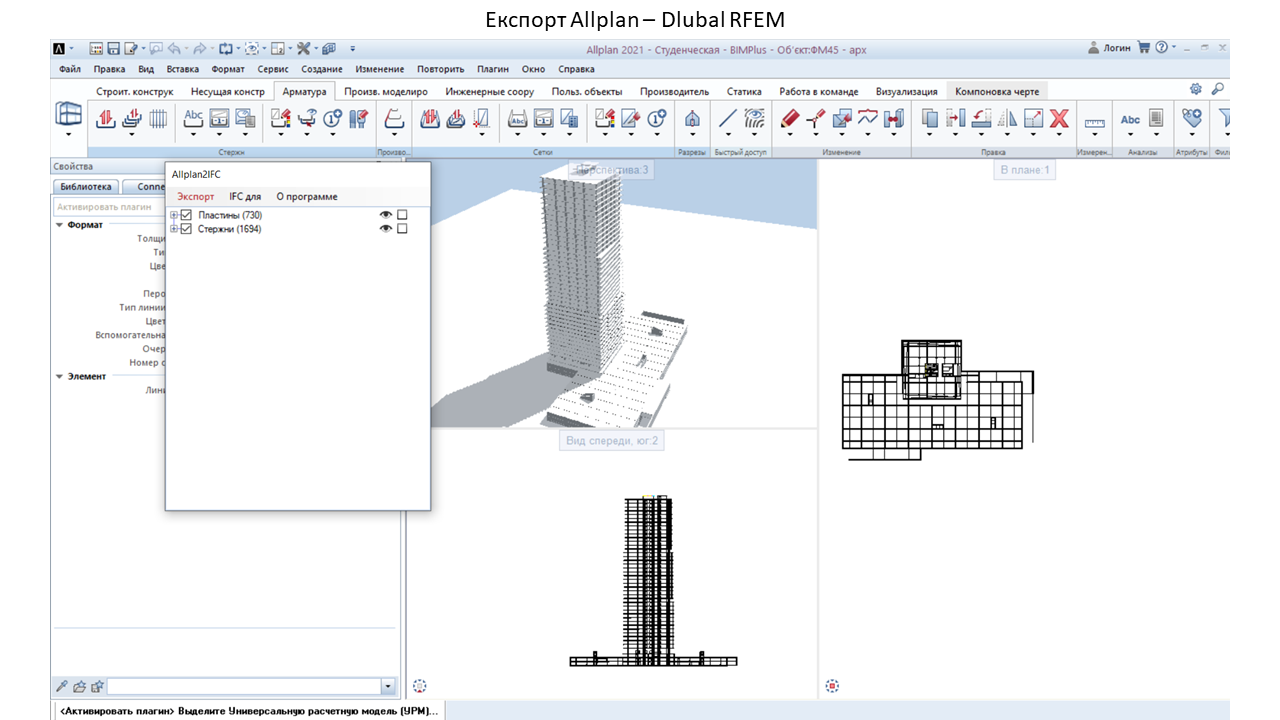 Експорт Allplan – Dlubal RFEM
Allplan 2021 - Студенческая - BIMPlus - Об'єкт:ФМ45 - арх
Логин
Файл Правка Вид Вставка Формат Сервис Создание Изменение Повторить Плагин Окно Справка
Строит. конструк Несущая констр Арматура Произв. моделиро Инженерные соору Польз. объекты Производитель Статика Работа в команде Визуализация Компоновка черте
Abc Abc Abc
Стержн Произво... Сетки Разрезы Быстрый доступ Изменение Правка Измерен... Анализы Атрибуты Фил
Свойства
Библиотека Conne
Активировать плагин
Формат
Толщи
Ти
Цве
Перо
Тип линии
Цвет
Вспомогательна
Очер
Номер с
Элемент
Лини
Allplan2IFC
Экспорт IFC для О программе
Пластины (730)
Стержни (1694)
Перспектива:3
В плане:1
Вид спереди, юг:2
<Активировать плагин> Выделите Универсальную расчетную модель (УРМ)...